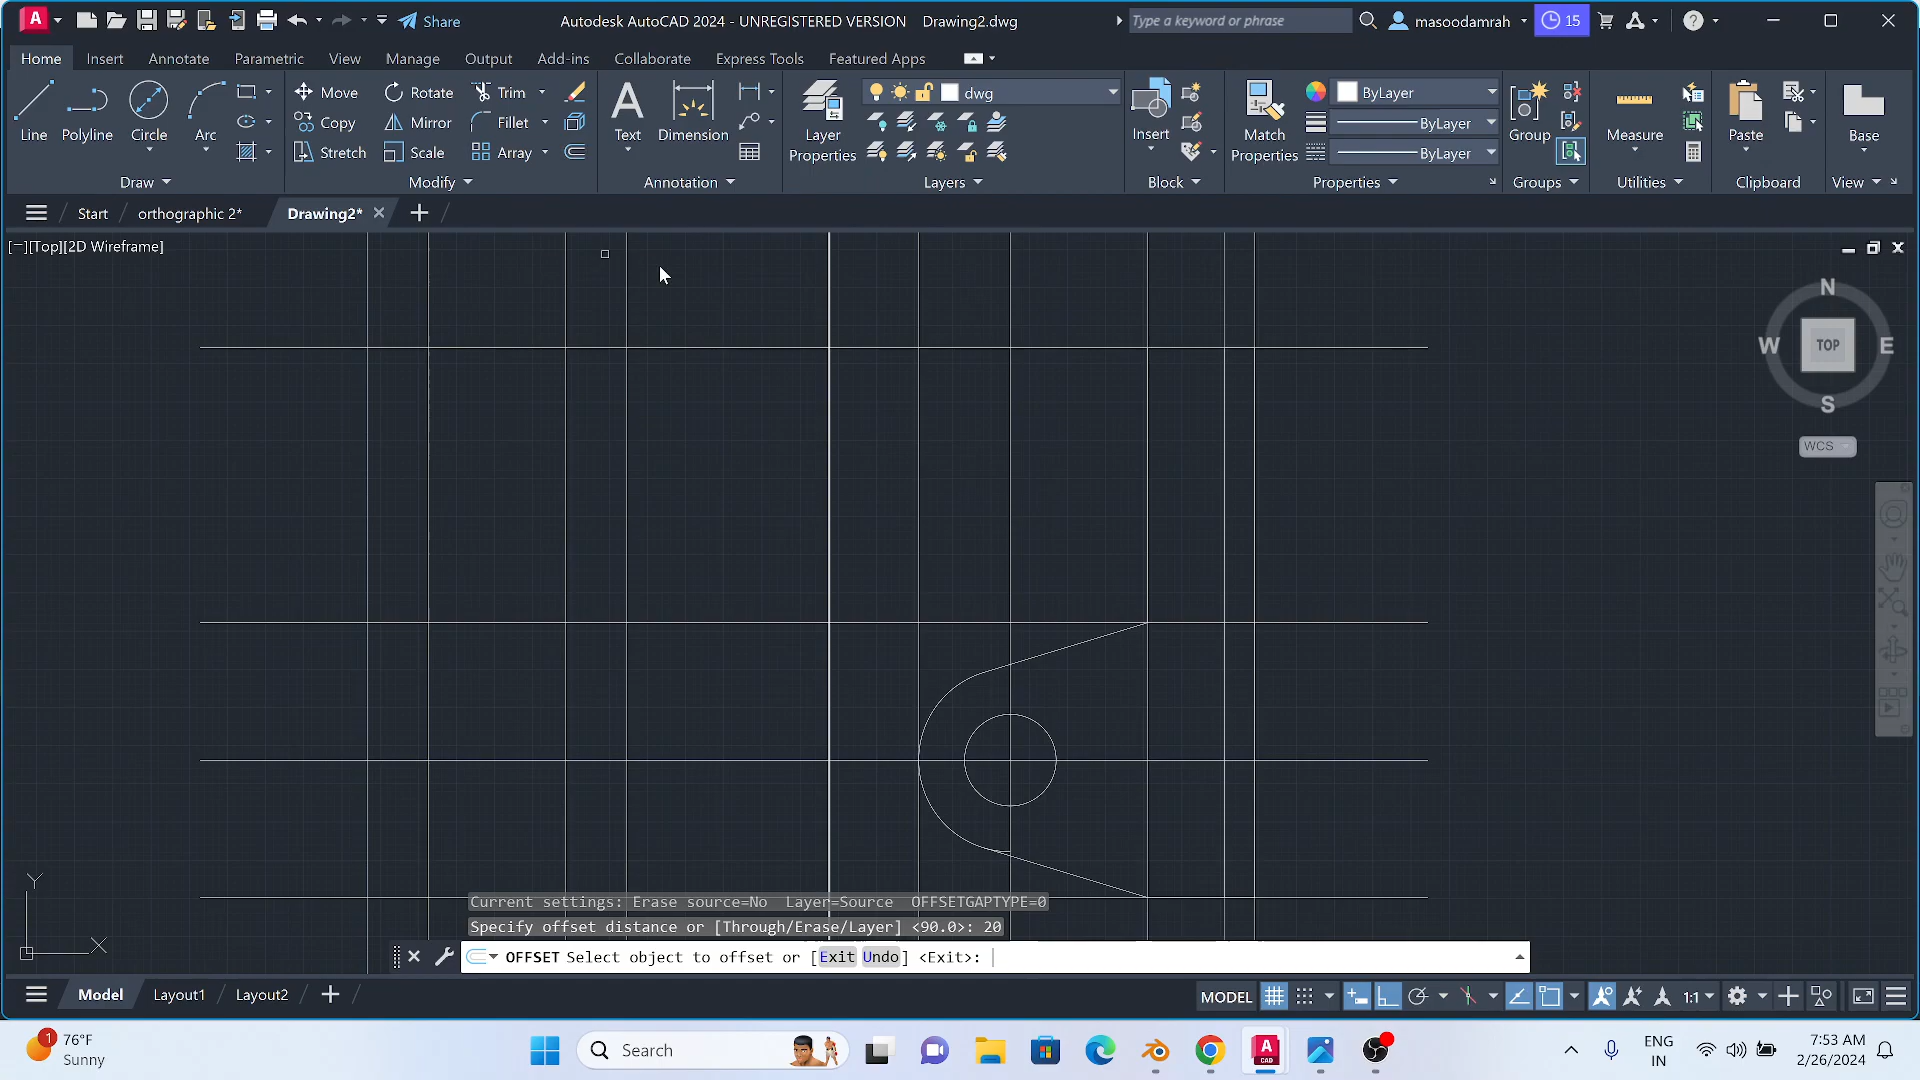 A Share Autodesk AutoCAD 2024 - UNREGISTERED VERSION Drawing2.dwg Type a keyword or phrase masoodamrah 15
Home Insert Annotate Parametric View Manage Output Add-ins Collaborate Express Tools Featured Apps
Line Polyline Circle Arc
Move Rotate Trim
Copy Mirror Fillet
Stretch Scale Array
Text Dimension
Layer Properties
dwg
Insert
Match Properties
ByLayer
ByLayer
ByLayer
Group
Measure
Paste
Base
Draw Modify Annotation Layers Block Properties Groups Utilities Clipboard View
Start orthographic 2* Drawing2*
[−][Top][2D Wireframe]
N
W TOP E
S
WCS
Y
X
Current settings: Erase source=No Layer=Source OFFSETGAPTYPE=0
Specify offset distance or [Through/Erase/Layer] <90.0>: 20
OFFSET Select object to offset or [Exit Undo] <Exit>:
Model Layout1 Layout2 MODEL 1:1
1 76°F
Sunny
Search
A CAD
ENG
IN
7:53 AM
2/26/2024